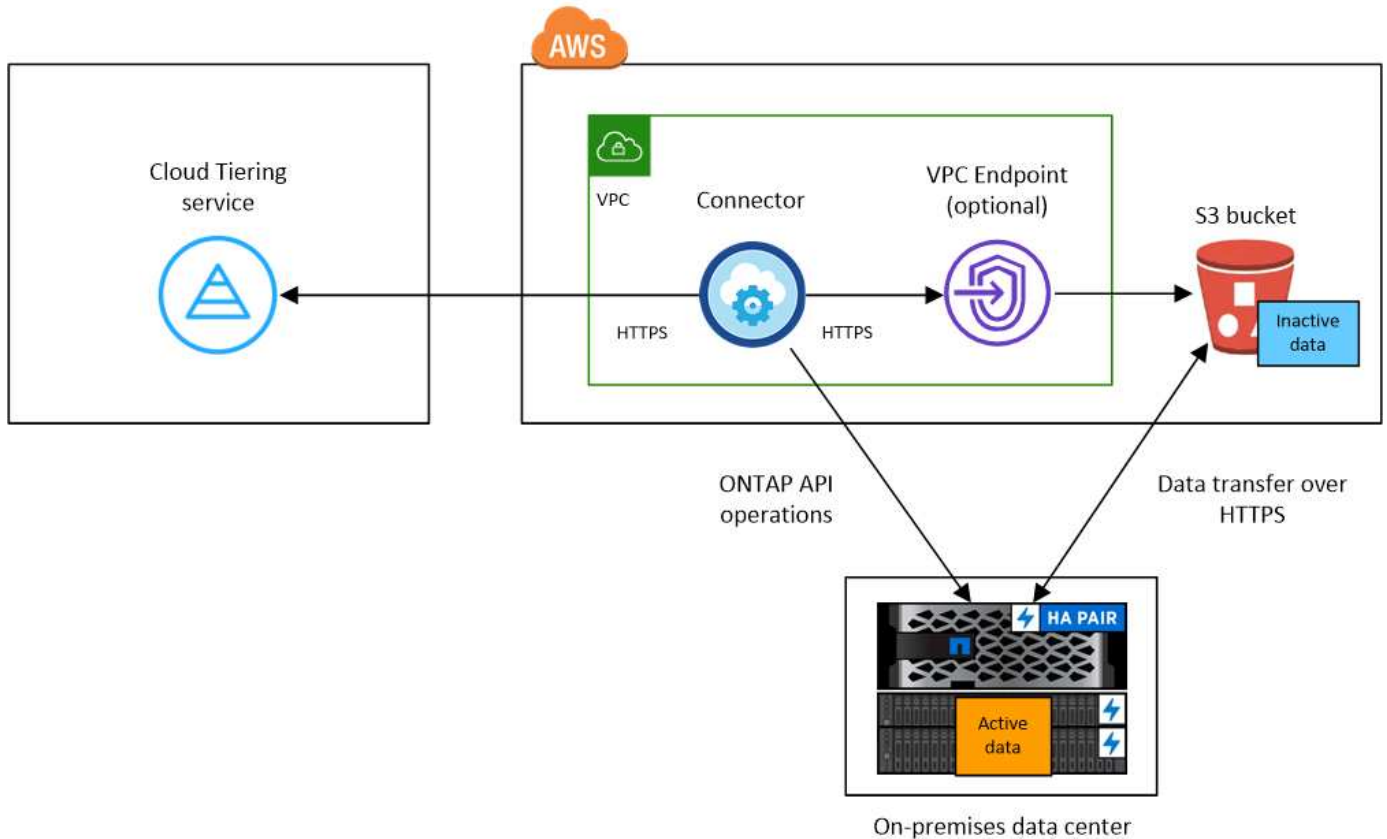 AWS
Cloud Tiering
service
VPC
Connector
VPC Endpoint
(optional)
S3 bucket
HTTPS
HTTPS
Inactive
data
ONTAP API
operations
Data transfer over
HTTPS
HA PAIR
Active
data
On-premises data center